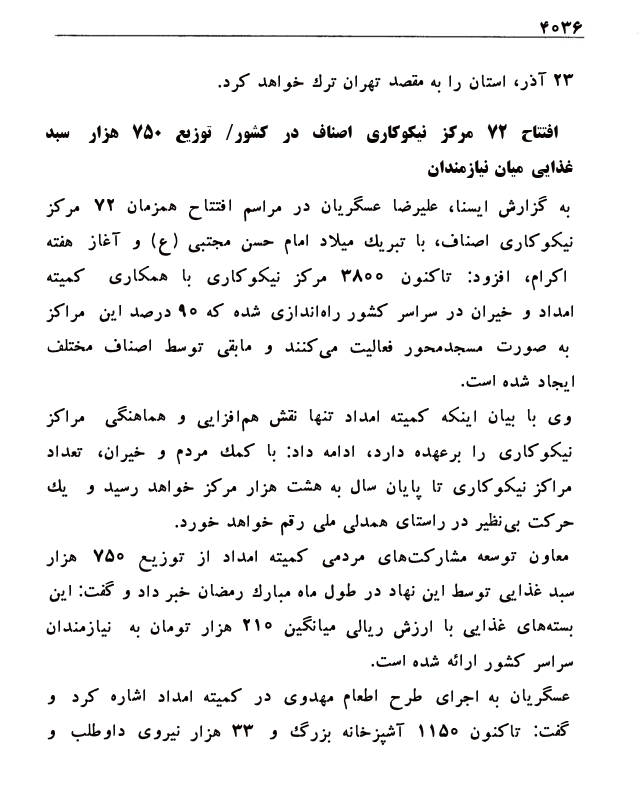 ۴۰۳۶
۲۳ آذر، استان را به مقصد تهران ترك خواهد کرد.
افتتاح ۷۲ مرکز نیکوکاری اصناف در کشور/ توزیع ۷۵۰ هزار سبد
غذایی میان نیازمندان
به گزارش ایسنا، علیرضا عسگریان در مراسم افتتاح همزمان ۷۲ مرکز
نیکوکاری اصناف، با تبریك میلاد امام حسن مجتبی (ع) و آغاز هفته
اکرام، افزود: تاکنون ۳۸۰۰ مرکز نیکوکاری با همکاری کمیته
امداد و خیران در سراسر کشور راه‌اندازی شده که ۹۰ درصد این مراکز
به صورت مسجدمحور فعالیت می‌کنند و مابقی توسط اصناف مختلف
ایجاد شده است.
وی با بیان اینکه کمیته امداد تنها نقش هم‌افزایی و هماهنگی مراکز
نیکوکاری را برعهده دارد، ادامه داد: با کمك مردم و خیران، تعداد
مراکز نیکوکاری تا پایان سال به هشت هزار مرکز خواهد رسید و یك
حرکت بی‌نظیر در راستای همدلی ملی رقم خواهد خورد.
معاون توسعه مشارکت‌های مردمی کمیته امداد از توزیع ۷۵۰ هزار
سبد غذایی توسط این نهاد در طول ماه مبارك رمضان خبر داد و گفت: این
بسته‌های غذایی با ارزش ریالی میانگین ۲۱۰ هزار تومان به نیازمندان
سراسر کشور ارائه شده است.
عسگریان به اجرای طرح اطعام مهدوی در کمیته امداد اشاره کرد و
گفت: تاکنون ۱۱۵۰ آشپزخانه بزرگ و ۳۳ هزار نیروی داوطلب و